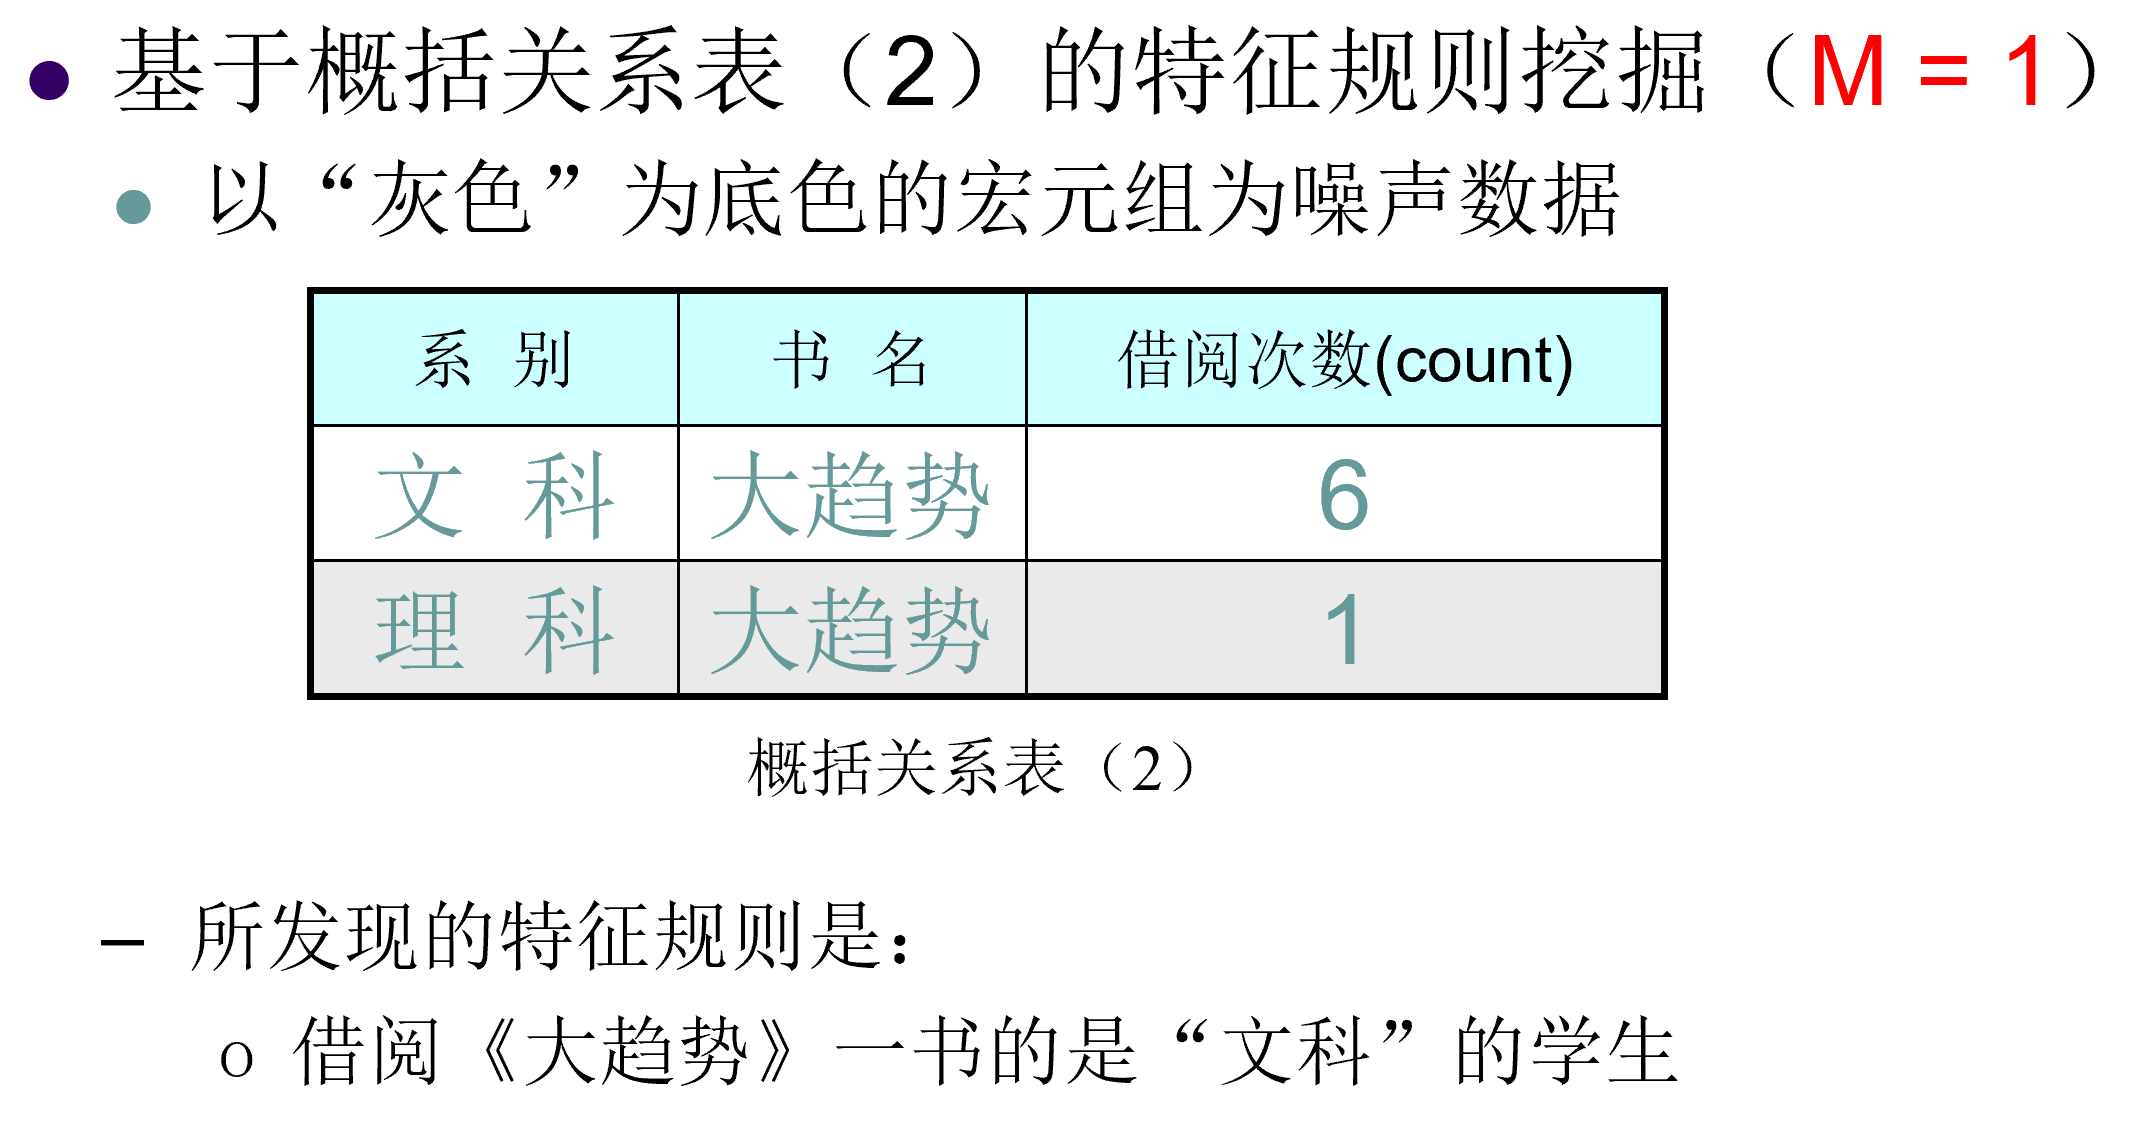 ● 基于概括关系表（2）的特征规则挖掘（M = 1）
● 以“灰色”为底色的宏元组为噪声数据
系 别 书 名 借阅次数(count)
文 科 大趋势 6
理 科 大趋势 1
概括关系表（2）
– 所发现的特征规则是：
o 借阅《大趋势》一书的是“文科”的学生